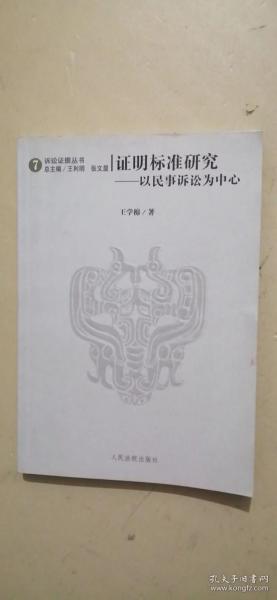 7 诉讼证据丛书
总主编／王利明 张文显
证明标准研究
——以民事诉讼为中心
王学棉／著
人民法院出版社
孔夫子旧书网